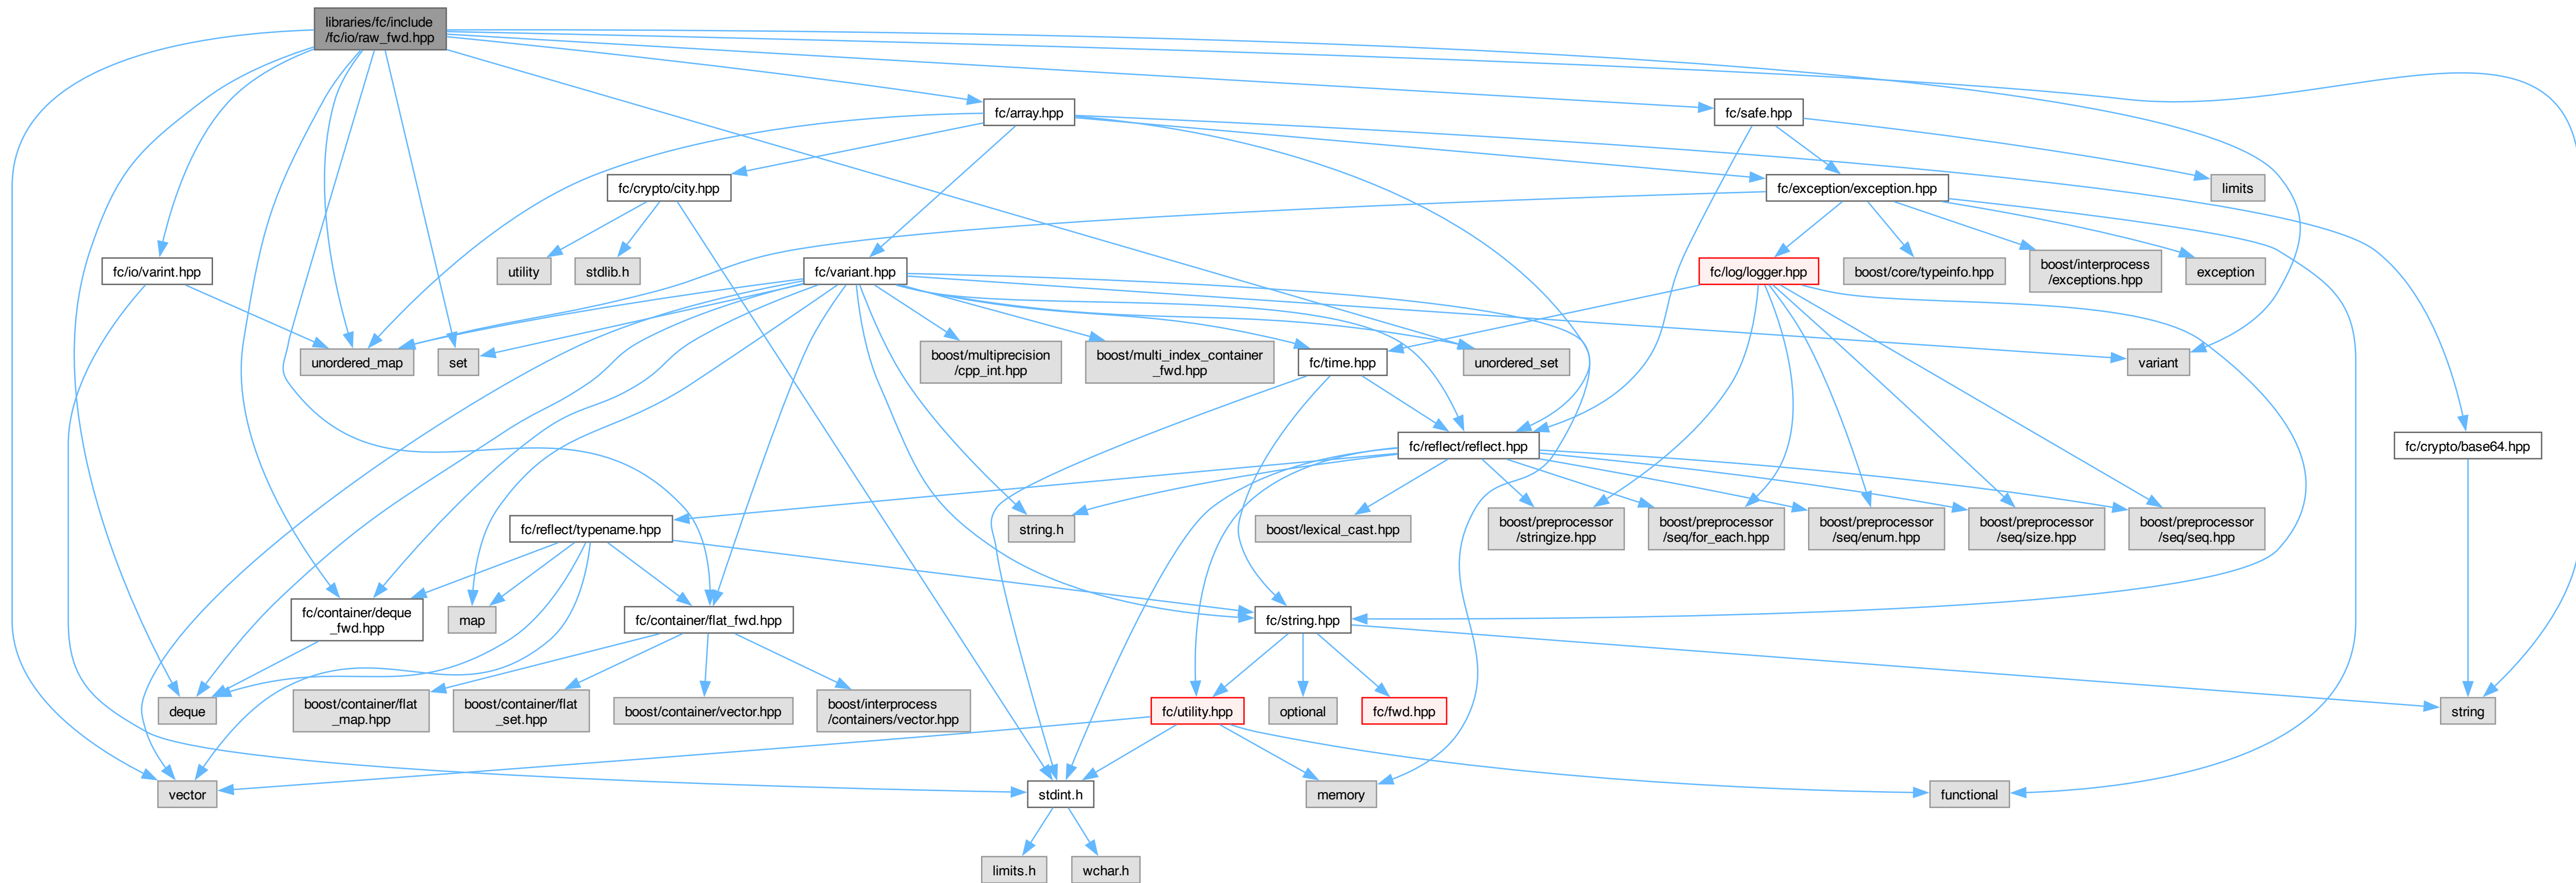 libraries/fc/include
/fc/io/raw_fwd.hpp
fc/array.hpp
fc/safe.hpp
fc/crypto/city.hpp
fc/exception/exception.hpp
limits
fc/io/varint.hpp
utility
stdlib.h
fc/variant.hpp
fc/log/logger.hpp
boost/core/typeinfo.hpp
boost/interprocess
/exceptions.hpp
exception
unordered_map
set
boost/multiprecision
/cpp_int.hpp
boost/multi_index_container
_fwd.hpp
fc/time.hpp
unordered_set
variant
fc/reflect/reflect.hpp
fc/crypto/base64.hpp
fc/reflect/typename.hpp
string.h
boost/lexical_cast.hpp
boost/preprocessor
/stringize.hpp
boost/preprocessor
/seq/for_each.hpp
boost/preprocessor
/seq/enum.hpp
boost/preprocessor
/seq/size.hpp
boost/preprocessor
/seq/seq.hpp
fc/container/deque
_fwd.hpp
map
fc/container/flat_fwd.hpp
fc/string.hpp
deque
boost/container/flat
_map.hpp
boost/container/flat
_set.hpp
boost/container/vector.hpp
boost/interprocess
/containers/vector.hpp
fc/utility.hpp
optional
fc/fwd.hpp
string
vector
stdint.h
memory
functional
limits.h
wchar.h